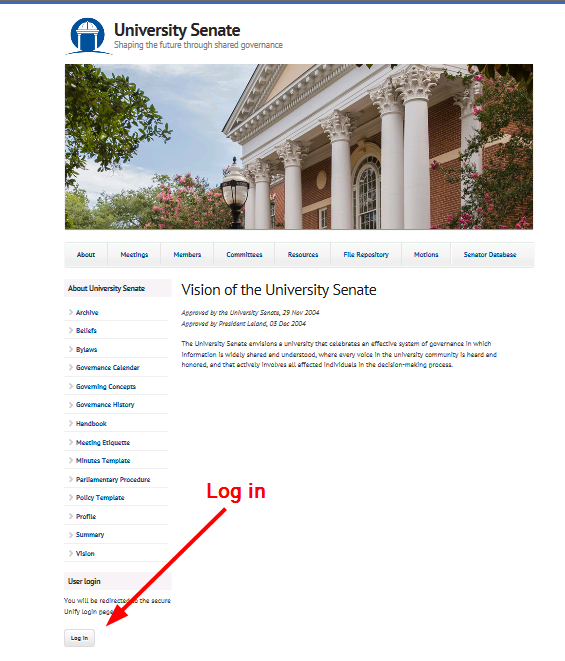 University Senate
Shaping the future through shared governance
About
Meetings
Members
Committees
Resources
File Repository
Motions
Senator Database
About University Senate
Archive
Beliefs
Bylaws
Governance Calendar
Governing Concepts
Governance History
Handbook
Meeting Etiquette
Minutes Template
Parliamentary Procedure
Policy Template
Profile
Summary
Vision
User login
You will be redirected to the secure
Unify login page
Log in
Vision of the University Senate
Approved by the University Senate, 29 Nov 2004
Approved by President Leland, 03 Dec 2004
The University Senate envisions a university that celebrates an effective system of governance in which
information is widely shared and understood, where every voice in the university community is heard and
honored, and that actively involves all affected individuals in the decision-making process.
Log in